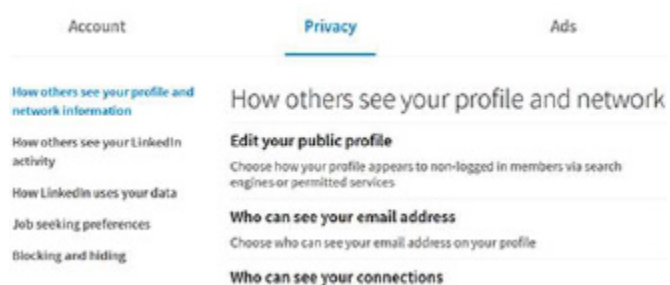 Account Privacy Ads
How others see your profile and
network information
How others see your LinkedIn
activity
How LinkedIn uses your data
Job seeking preferences
Blocking and hiding
How others see your profile and network
Edit your public profile
Choose how your profile appears to non-logged in members via search
engines or permitted services
Who can see your email address
Choose who can see your email address on your profile
Who can see your connections